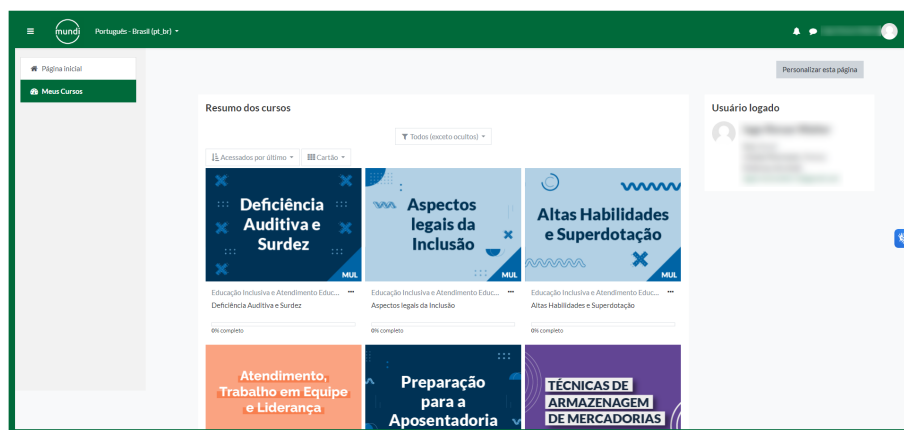 mundi
Português - Brasil (pt_br)
Página inicial
Meus Cursos
Personalizar esta página
Resumo dos cursos
Todos (exceto ocultos)
Acessados por último
Cartão
Deficiência
Auditiva e
Surdez
MUL
Aspectos
legais da
Inclusão
MUL
Altas Habilidades
e Superdotação
MUL
Educação Inclusiva e Atendimento Educ... •••
Deficiência Auditiva e Surdez
0% completo
Educação Inclusiva e Atendimento Educ... •••
Aspectos legais da Inclusão
0% completo
Educação Inclusiva e Atendimento Educ... •••
Altas Habilidades e Superdotação
0% completo
Atendimento,
Trabalho em Equipe
e Liderança
Preparação
para a
Aposentadoria
TÉCNICAS DE
ARMAZENAGEM
DE MERCADORIAS
Usuário logado